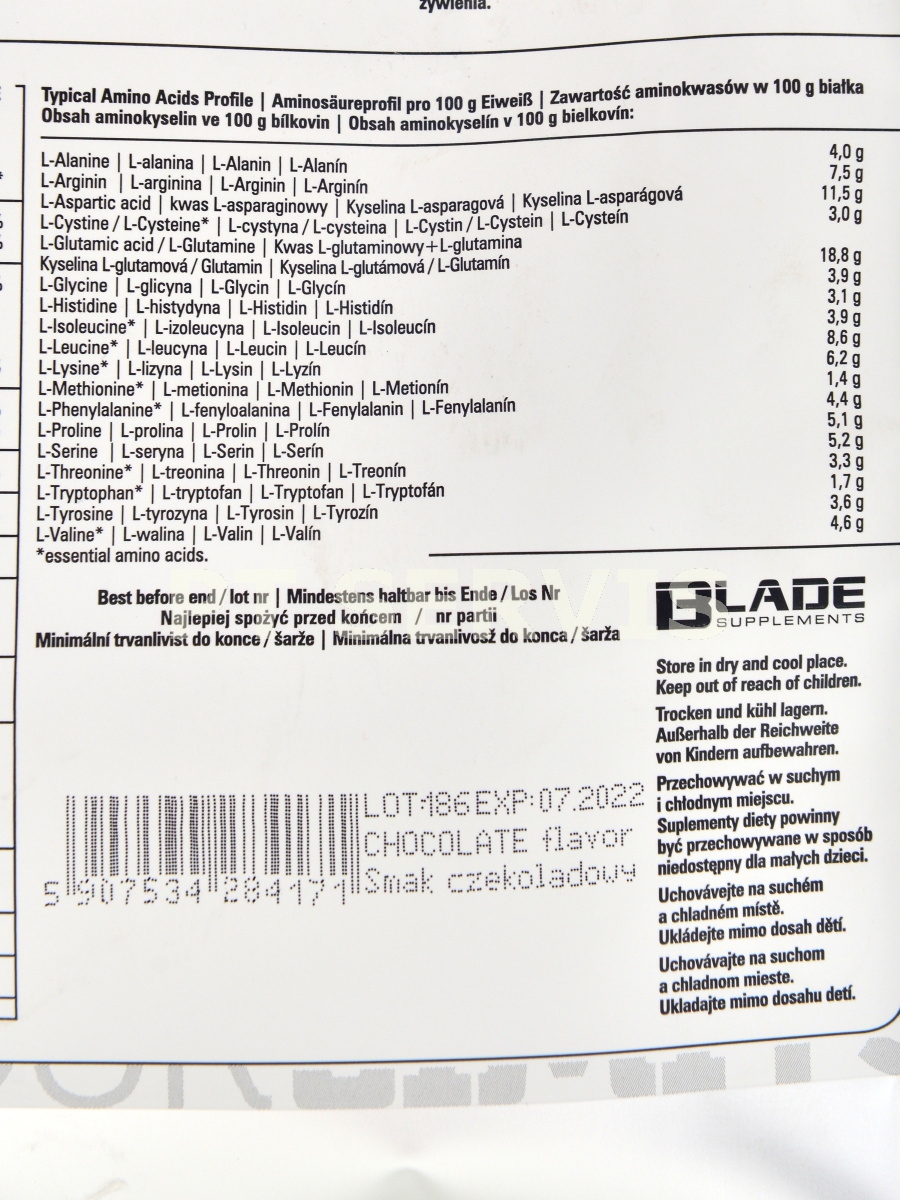 żywienia.
Typical Amino Acids Profile | Aminosäureprofil pro 100 g Eiweiß | Zawartość aminokwasów w 100 g białka
Obsah aminokyselin ve 100 g bílkovin | Obsah aminokyselín v 100 g bielkovín:
L-Alanine | L-alanina | L-Alanin | L-Alanín 4,0 g
L-Arginin | L-arginina | L-Arginin | L-Arginín 7,5 g
L-Aspartic acid | kwas L-asparaginowy | Kyselina L-asparagová | Kyselina L-asparágová 11,5 g
L-Cystine / L-Cysteine* | L-cystyna / L-cysteina | L-Cystin / L-Cystein | L-Cysteín 3,0 g
L-Glutamic acid / L-Glutamine | Kwas L-glutaminowy+L-glutamina
Kyselina L-glutamová / Glutamin | Kyselina L-glutámová / L-Glutamín 18,8 g
L-Glycine | L-glicyna | L-Glycin | L-Glycín 3,9 g
L-Histidine | L-histydyna | L-Histidin | L-Histidín 3,1 g
L-Isoleucine* | L-izoleucyna | L-Isoleucin | L-Isoleucín 3,9 g
L-Leucine* | L-leucyna | L-Leucin | L-Leucín 8,6 g
L-Lysine* | L-lizyna | L-Lysin | L-Lyzín 6,2 g
L-Methionine* | L-metionina | L-Methionin | L-Metionín 1,4 g
L-Phenylalanine* | L-fenyloalanina | L-Fenylalanin | L-Fenylalanín 4,4 g
L-Proline | L-prolina | L-Prolin | L-Prolín 5,1 g
L-Serine | L-seryna | L-Serin | L-Serín 5,2 g
L-Threonine* | L-treonina | L-Threonin | L-Treonín 3,3 g
L-Tryptophan* | L-tryptofan | L-Tryptofan | L-Tryptofán 1,7 g
L-Tyrosine | L-tyrozyna | L-Tyrosin | L-Tyrozín 3,6 g
L-Valine* | L-walina | L-Valin | L-Valín 4,6 g
*essential amino acids.
Best before end / lot nr | Mindestens haltbar bis Ende / Los Nr
Najlepiej spożyć przed końcem / nr partii
Minimální trvanlivist do konce / šarže | Minimálna trvanlivosž do konca / šarža
BLADE
SUPPLEMENTS
Store in dry and cool place.
Keep out of reach of children.
Trocken und kühl lagern.
Außerhalb der Reichweite
von Kindern aufbewahren.
Przechowywać w suchym
i chłodnym miejscu.
Suplementy diety powinny
być przechowywane w sposób
niedostępny dla małych dzieci.
Uchovávejte na suchém
a chladném místě.
Ukládejte mimo dosah dětí.
Uchovávajte na suchom
a chladnom mieste.
Ukladajte mimo dosahu detí.
LOT:186 EXP:07.2022
CHOCOLATE flavor
Smak czekoladowy
5 907534 284171